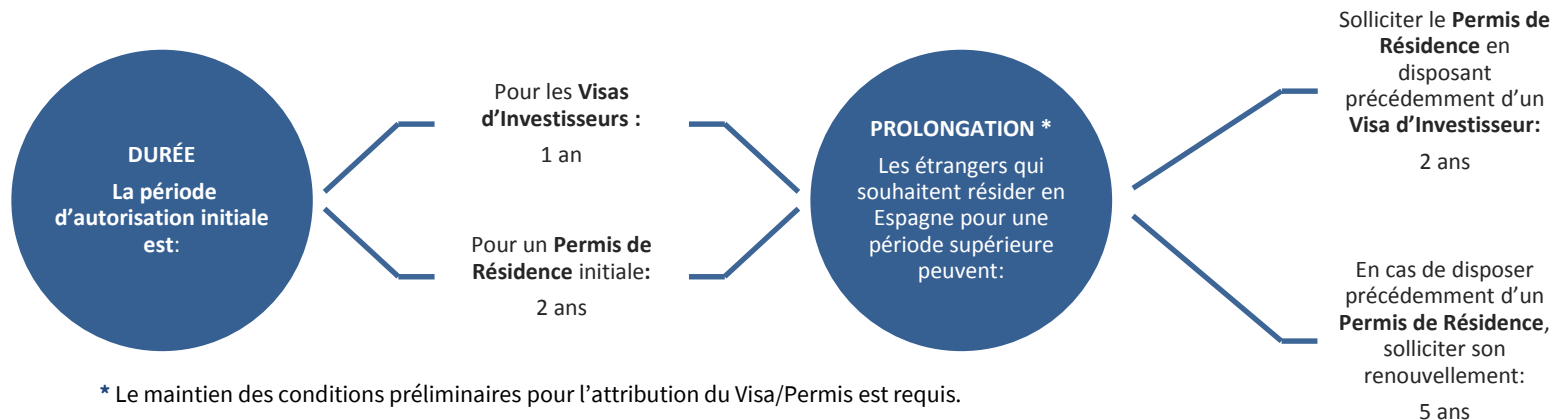 DURÉE
La période
d'autorisation initiale
est:
Pour les Visas
d'Investisseurs :
1 an
Pour un Permis de
Résidence initiale:
2 ans
PROLONGATION *
Les étrangers qui
souhaitent résider en
Espagne pour une
période supérieure
peuvent:
Solliciter le Permis de
Résidence en
disposant
précédemment d'un
Visa d'Investisseur:
2 ans
En cas de disposer
précédemment d'un
Permis de Résidence,
solliciter son
renouvellement:
5 ans
* Le maintien des conditions préliminaires pour l'attribution du Visa/Permis est requis.